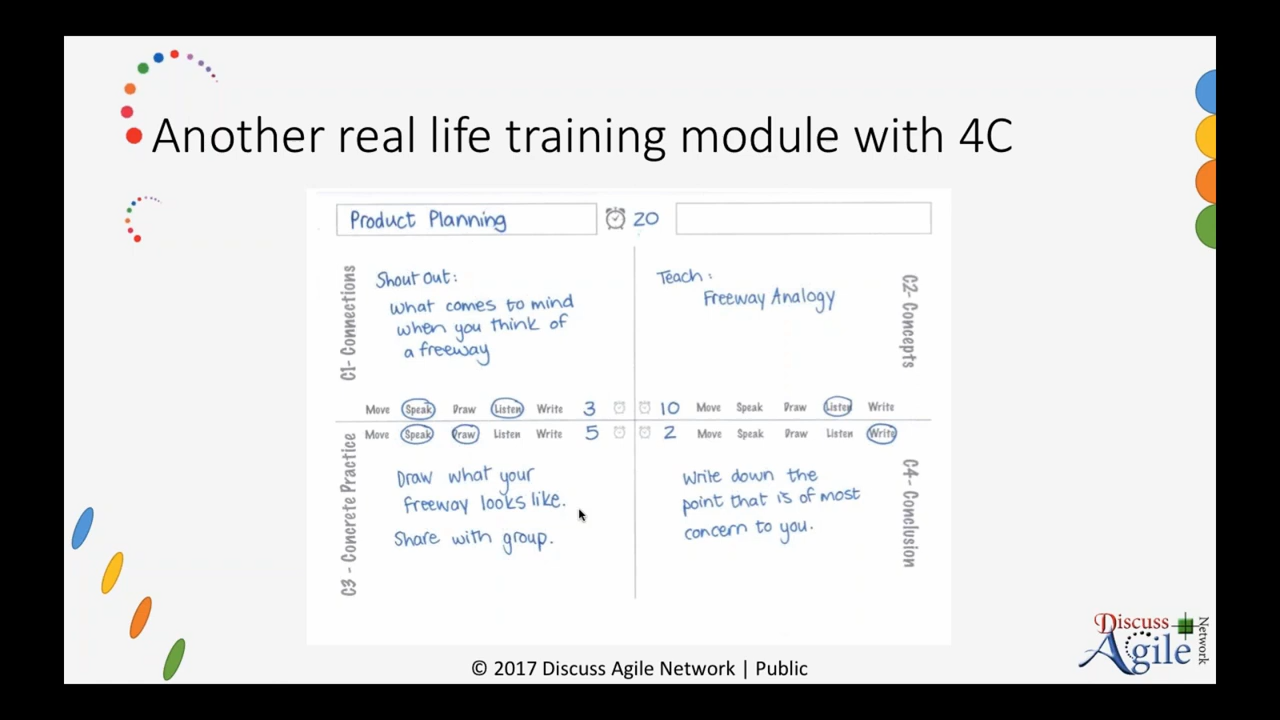 Another real life training module with 4C
Product Planning
20
C1- Connections
Shout Out:
What comes to mind
when you think of
a freeway
Move Speak Draw Listen Write 3
Teach:
Freeway Analogy
C2- Concepts
10 Move Speak Draw Listen Write
C3 - Concrete Practice
Move Speak Draw Listen Write 5
Draw what your
freeway looks like.
Share with group.
2 Move Speak Draw Listen Write
Write down the
point that is of most
concern to you.
C4- Conclusion
Discuss
Agile
Network
© 2017 Discuss Agile Network | Public